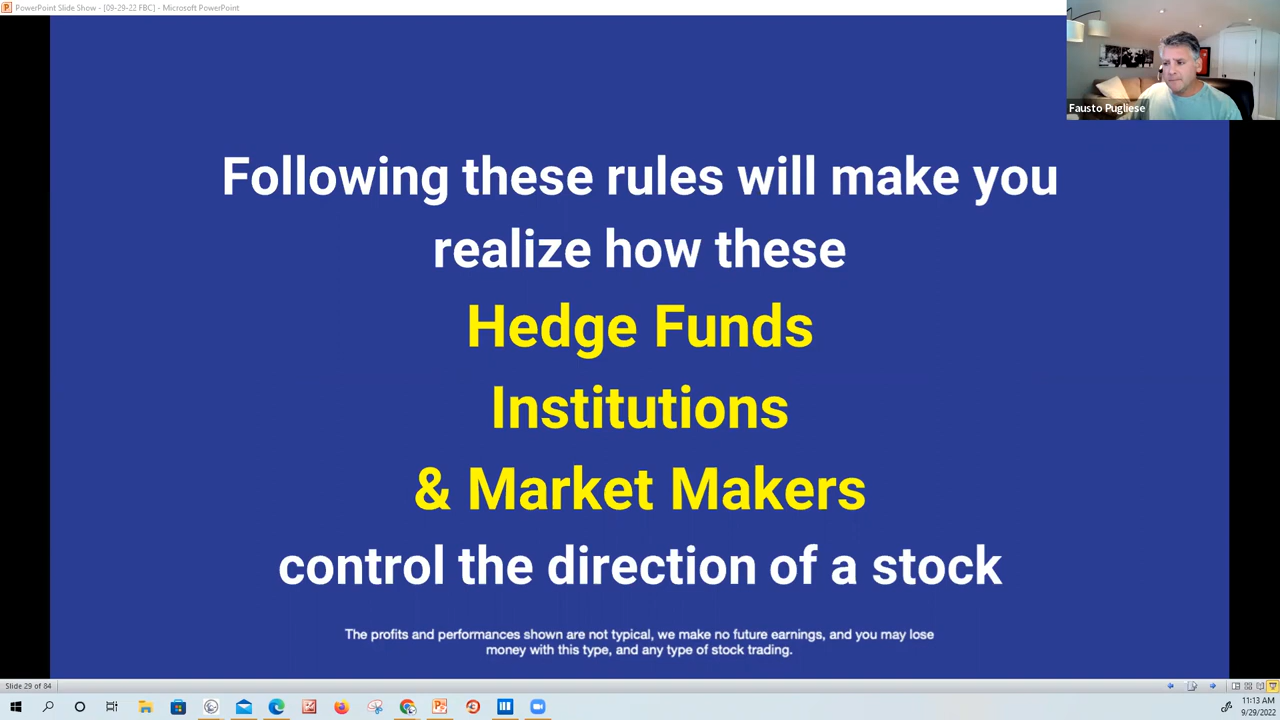 PowerPoint Slide Show - [09-29-22 FBC] - Microsoft PowerPoint
Fausto Pugliese
Following these rules will make you
realize how these
Hedge Funds
Institutions
& Market Makers
control the direction of a stock
The profits and performances shown are not typical, we make no future earnings, and you may lose
money with this type, and any type of stock trading.
Slide 29 of 84
11:13 AM
9/29/2022